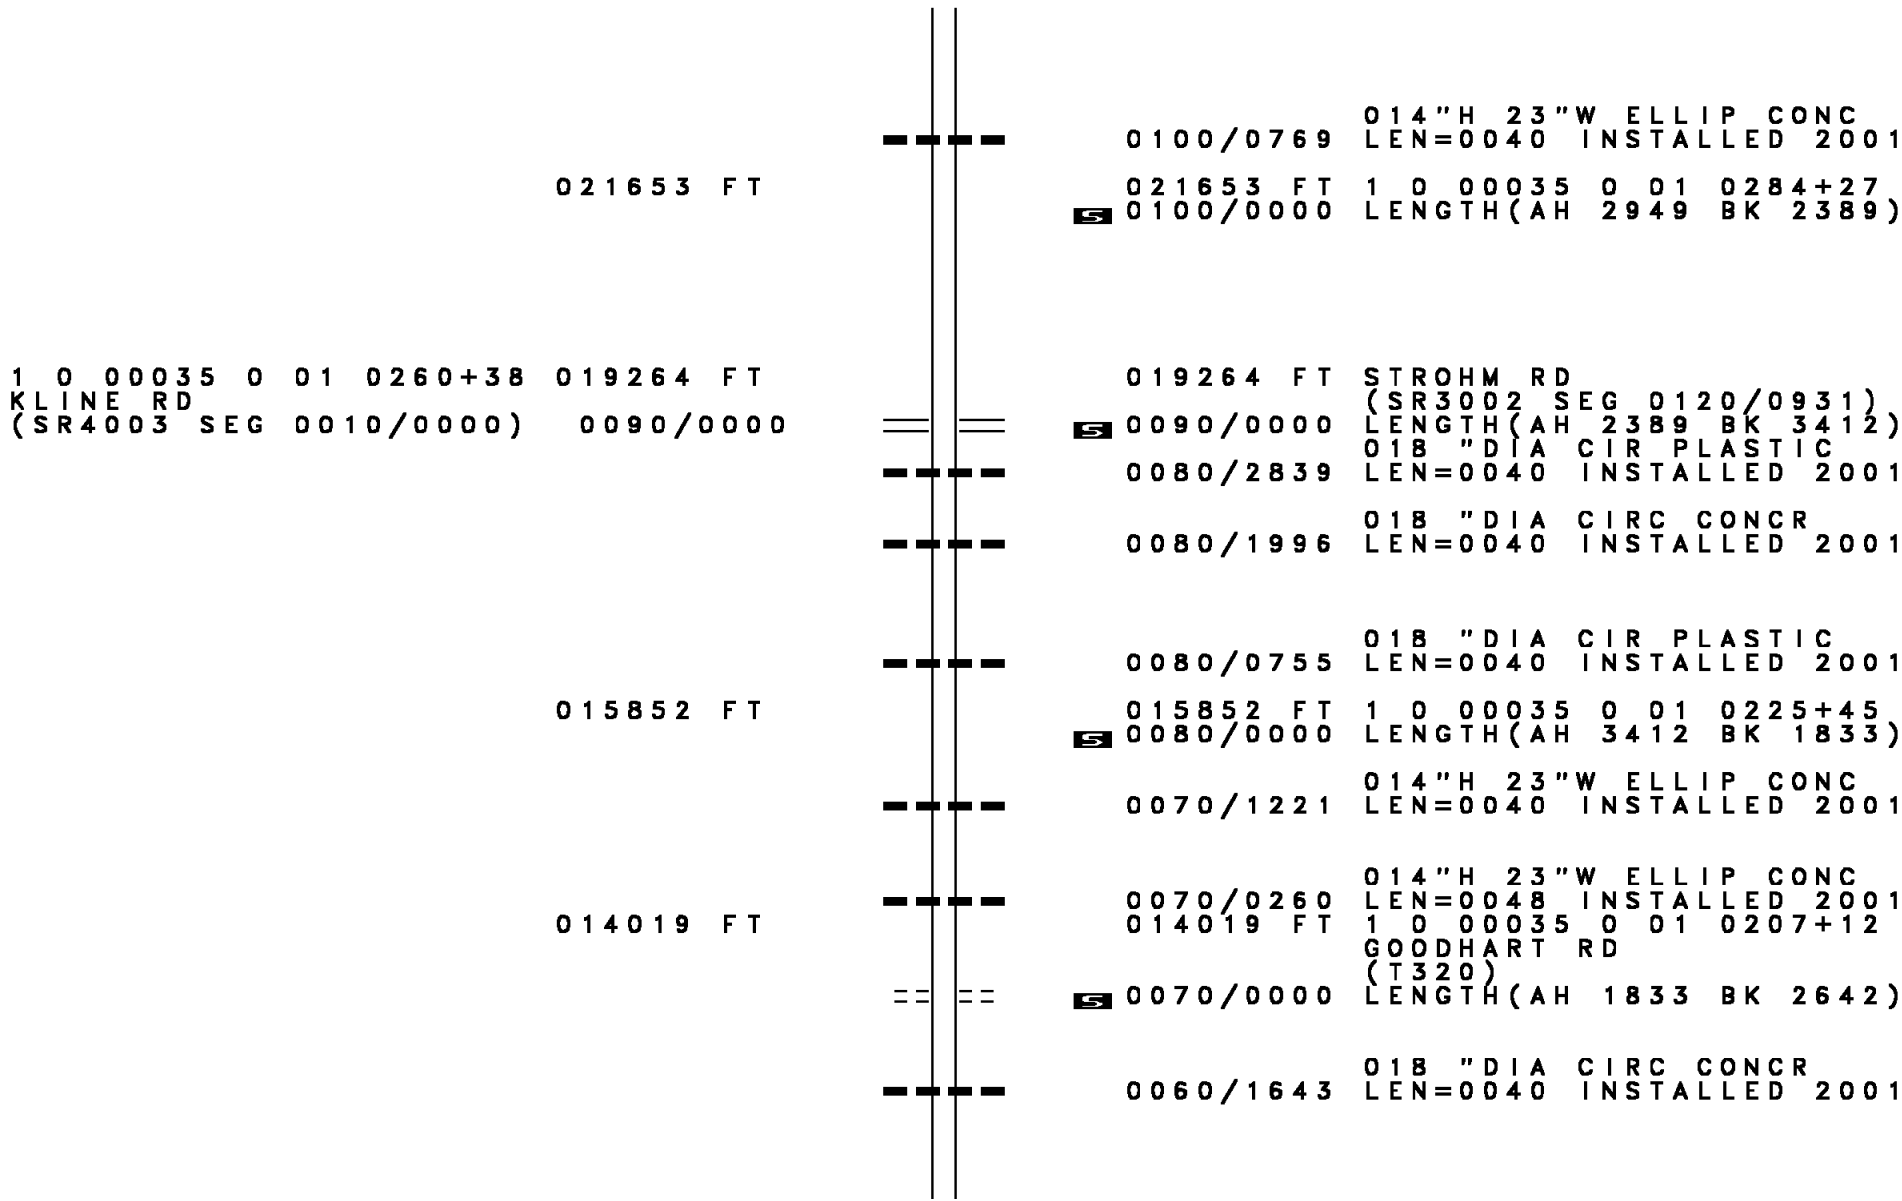 014"H 23"W ELLIP CONC
0100/0769 LEN=0040 INSTALLED 2001
021653 FT 021653 FT 1 0 00035 0 01 0284+27
S 0100/0000 LENGTH(AH 2949 BK 2389)
1 0 00035 0 01 0260+38 019264 FT 019264 FT STROHM RD
KLINE RD (SR3002 SEG 0120/0931)
(SR4003 SEG 0010/0000) 0090/0000 S 0090/0000 LENGTH(AH 2389 BK 3412)
018 "DIA CIR PLASTIC
0080/2839 LEN=0040 INSTALLED 2001
018 "DIA CIRC CONCR
0080/1996 LEN=0040 INSTALLED 2001
018 "DIA CIR PLASTIC
0080/0755 LEN=0040 INSTALLED 2001
015852 FT 015852 FT 1 0 00035 0 01 0225+45
S 0080/0000 LENGTH(AH 3412 BK 1833)
014"H 23"W ELLIP CONC
0070/1221 LEN=0040 INSTALLED 2001
014"H 23"W ELLIP CONC
0070/0260 LEN=0048 INSTALLED 2001
014019 FT 014019 FT 1 0 00035 0 01 0207+12
GOODHART RD
(T320)
S 0070/0000 LENGTH(AH 1833 BK 2642)
018 "DIA CIRC CONCR
0060/1643 LEN=0040 INSTALLED 2001